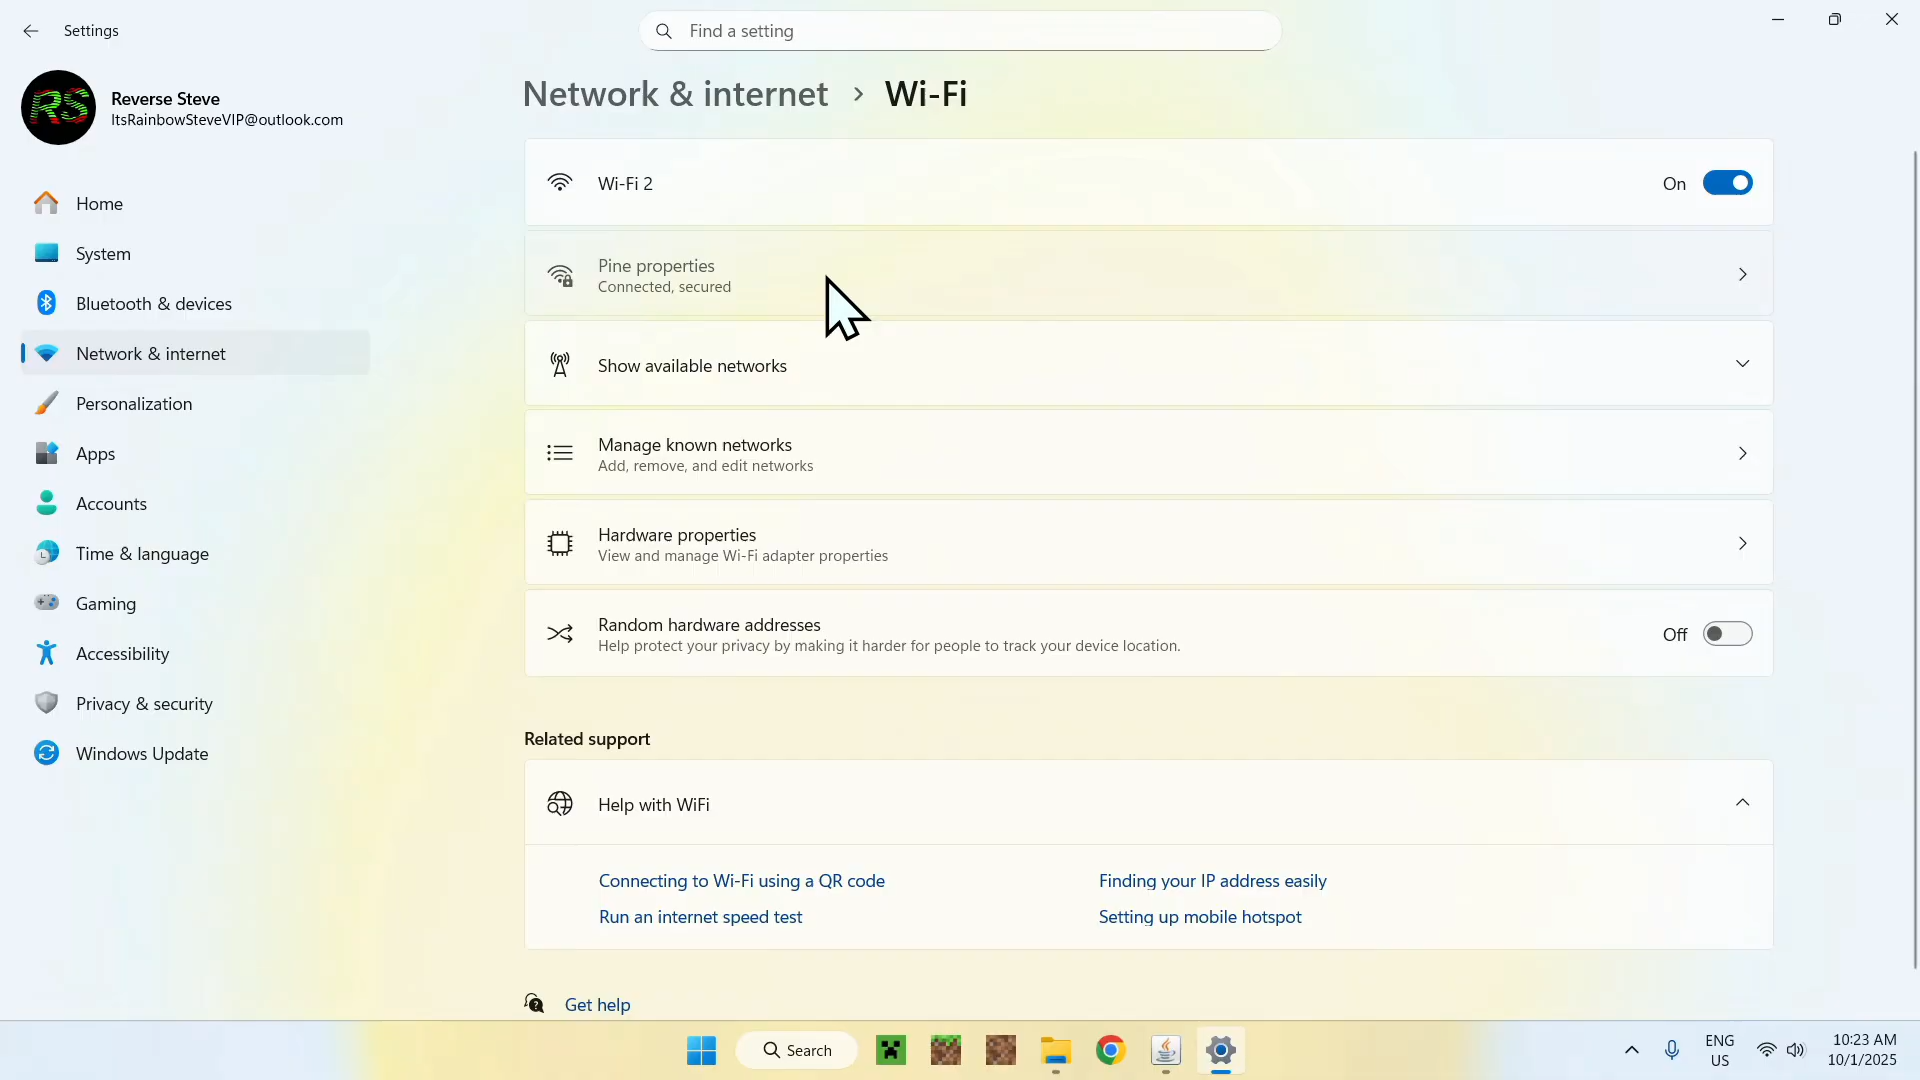 Settings
Find a setting
RS
Reverse Steve
ItsRainbowSteveVIP@outlook.com
Home
System
Bluetooth & devices
Network & internet
Personalization
Apps
Accounts
Time & language
Gaming
Accessibility
Privacy & security
Windows Update
Network & internet > Wi-Fi
Wi-Fi 2
On
Pine properties
Connected, secured
Show available networks
Manage known networks
Add, remove, and edit networks
Hardware properties
View and manage Wi-Fi adapter properties
Random hardware addresses
Help protect your privacy by making it harder for people to track your device location.
Off
Related support
Help with WiFi
Connecting to Wi-Fi using a QR code
Finding your IP address easily
Run an internet speed test
Setting up mobile hotspot
Get help
Search
ENG
US
10:23 AM
10/1/2025